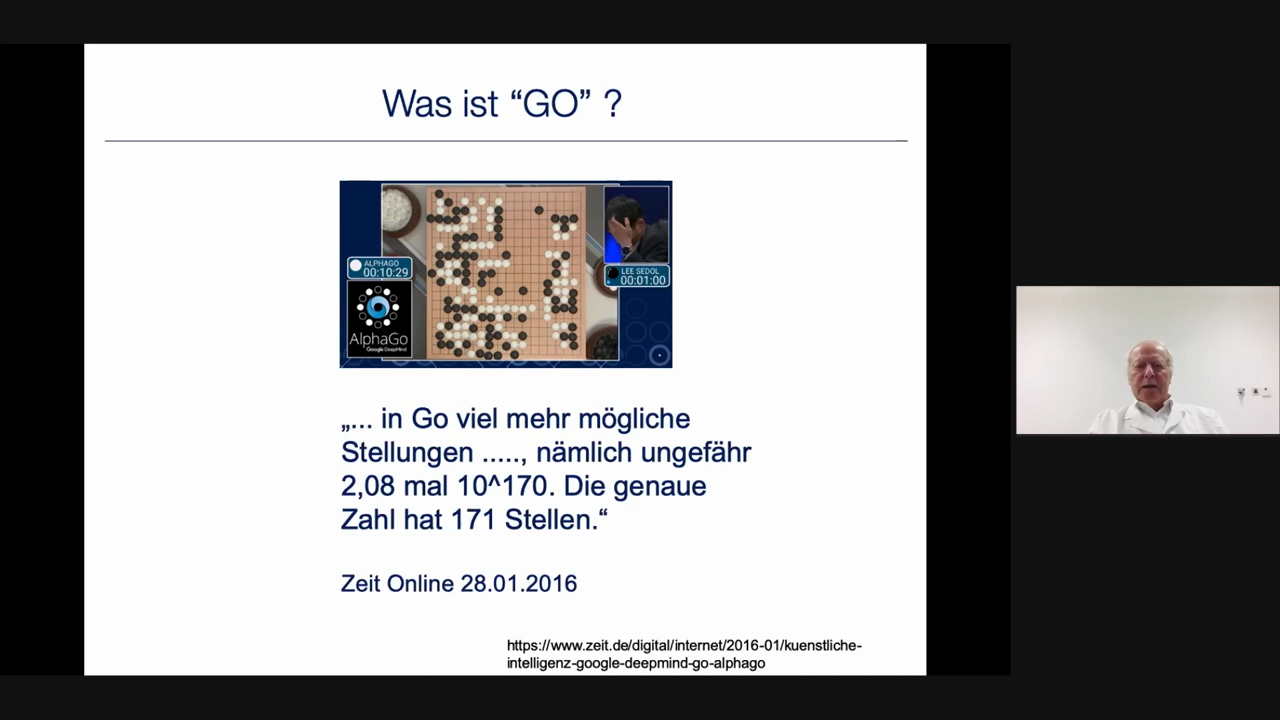 Was ist “GO” ?
ALPHAGO
00:10:29
LEE SEDOL
00:01:00
AlphaGo
Google DeepMind
„... in Go viel mehr mögliche
Stellungen ....., nämlich ungefähr
2,08 mal 10^170. Die genaue
Zahl hat 171 Stellen.“
Zeit Online 28.01.2016
https://www.zeit.de/digital/internet/2016-01/kuenstliche-
intelligenz-google-deepmind-go-alphago